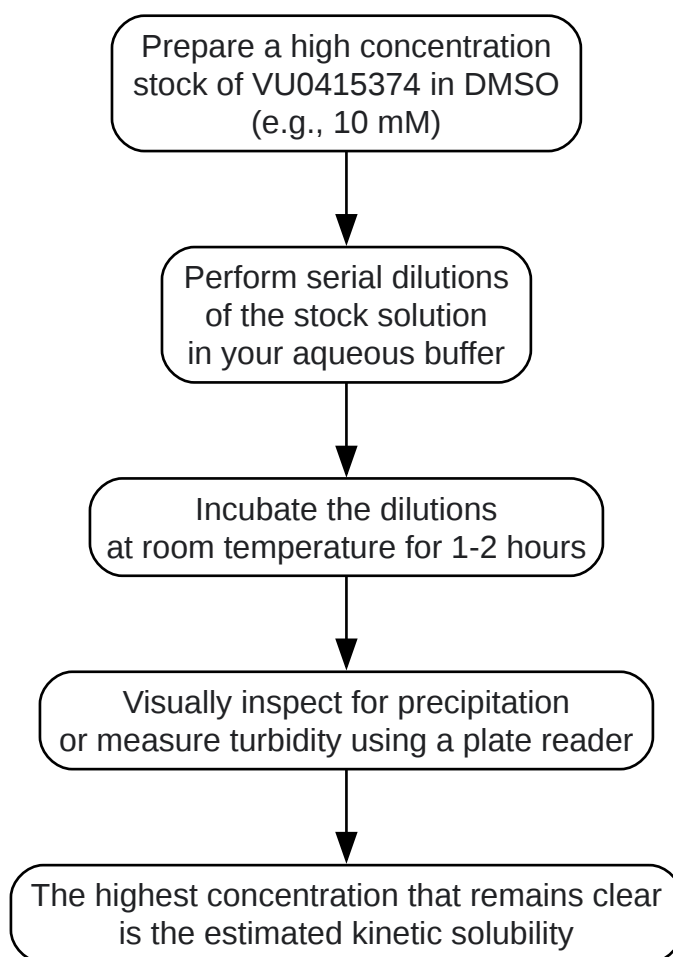 Prepare a high concentration
stock of VU0415374 in DMSO
(e.g., 10 mM)
Perform serial dilutions
of the stock solution
in your aqueous buffer
Incubate the dilutions
at room temperature for 1-2 hours
Visually inspect for precipitation
or measure turbidity using a plate reader
The highest concentration that remains clear
is the estimated kinetic solubility